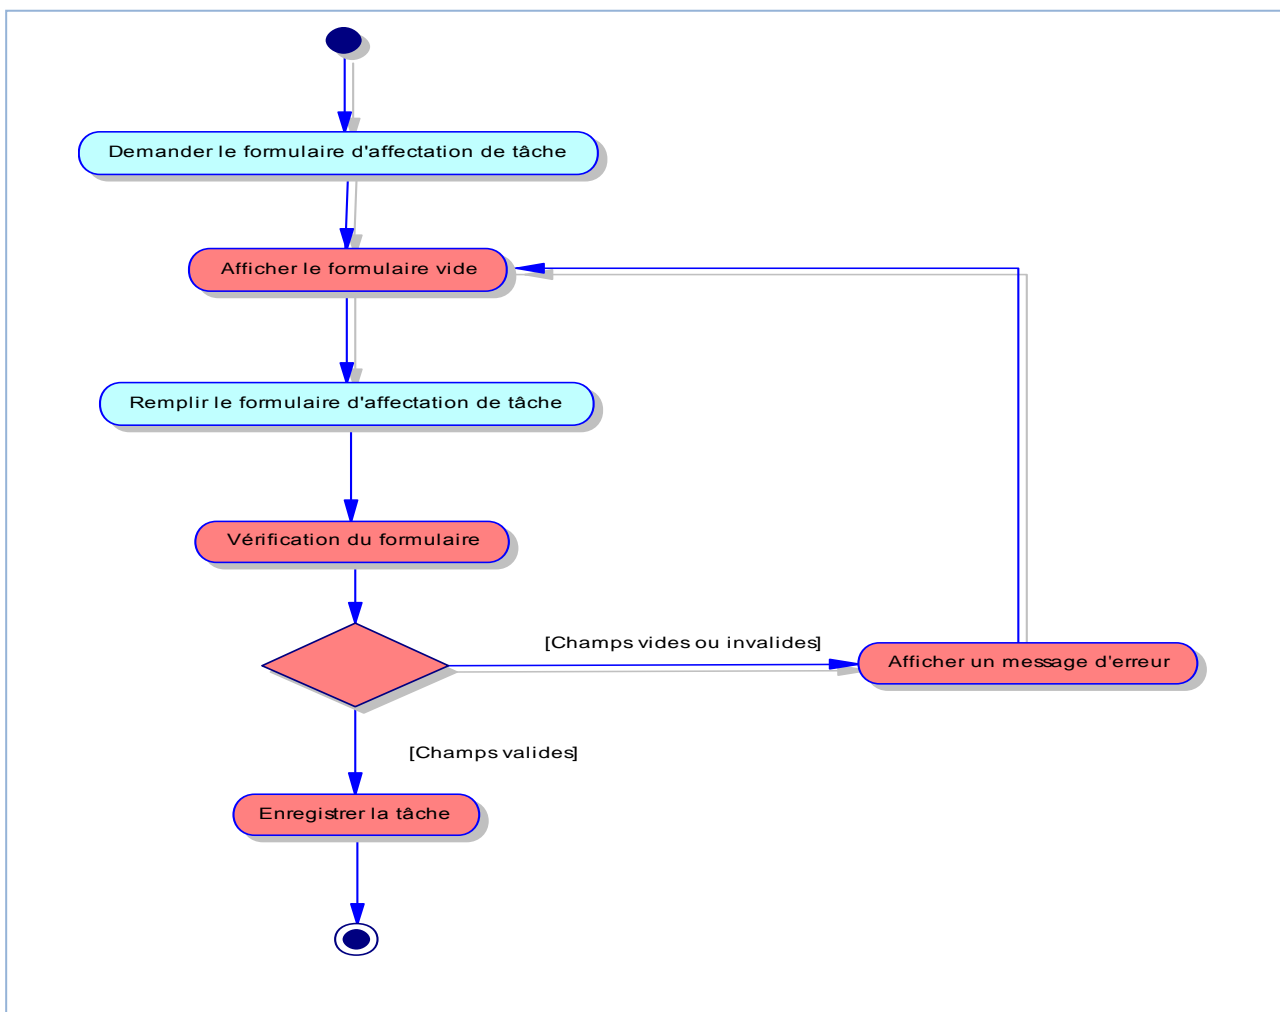 Demander le formulaire d'affectation de tâche
Afficher le formulaire vide
Remplir le formulaire d'affectation de tâche
Vérification du formulaire
[Champs vides ou invalides]
Afficher un message d'erreur
[Champs valides]
Enregistrer la tâche